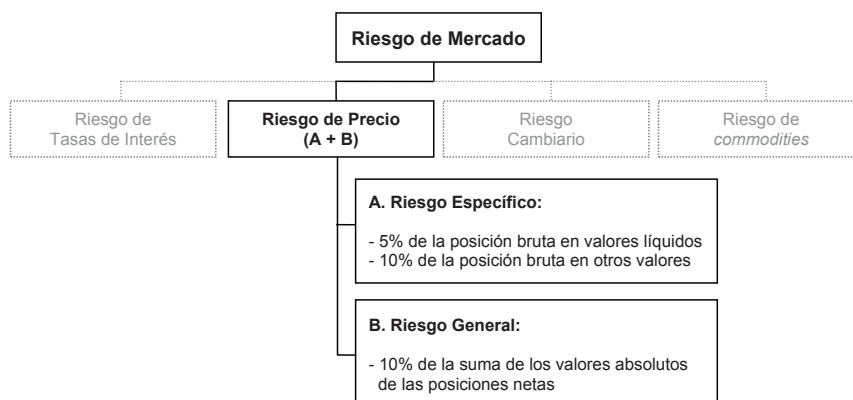 Riesgo de Mercado
Riesgo de
Tasas de Interés
Riesgo de Precio
(A + B)
Riesgo
Cambiario
Riesgo de
commodities
A. Riesgo Específico:
- 5% de la posición bruta en valores líquidos
- 10% de la posición bruta en otros valores
B. Riesgo General:
- 10% de la suma de los valores absolutos
de las posiciones netas